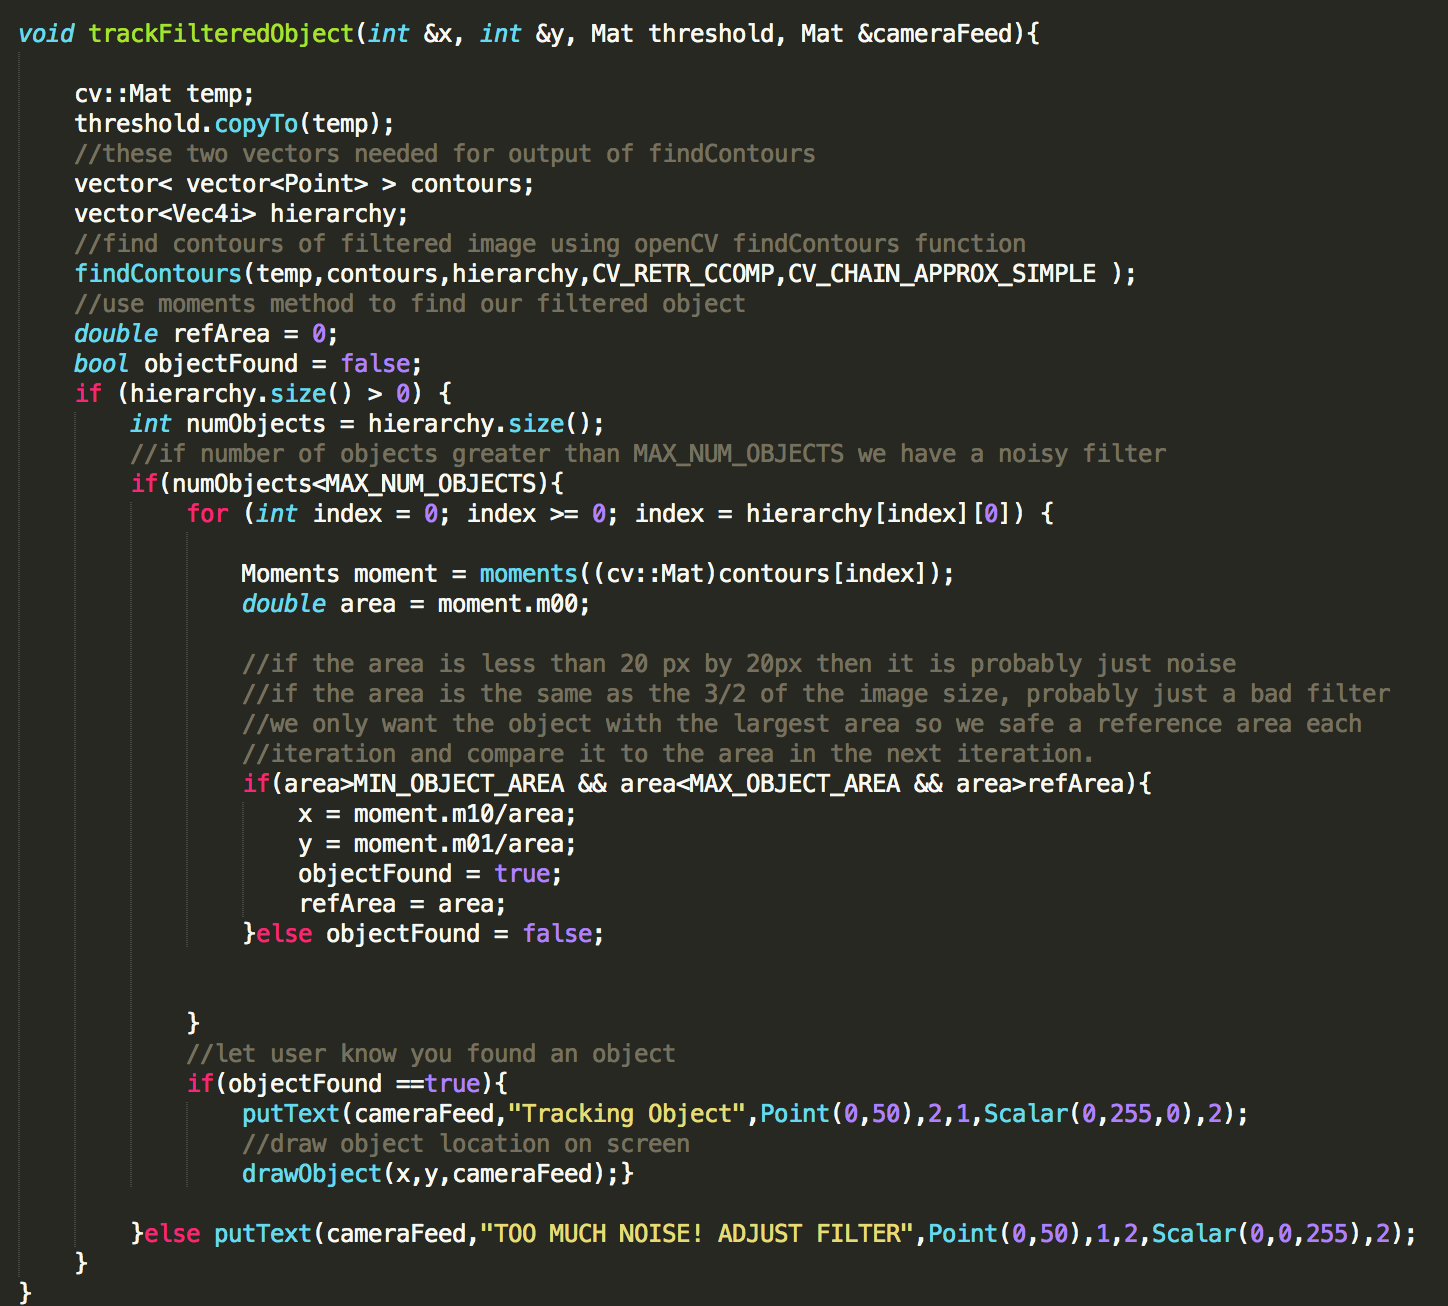 void trackFilteredObject(int &x, int &y, Mat threshold, Mat &cameraFeed){
cv::Mat temp;
threshold.copyTo(temp);
//these two vectors needed for output of findContours
vector< vector<Point> > contours;
vector<Vec4i> hierarchy;
//find contours of filtered image using openCV findContours function
findContours(temp,contours,hierarchy,CV_RETR_CCOMP,CV_CHAIN_APPROX_SIMPLE );
//use moments method to find our filtered object
double refArea = 0;
bool objectFound = false;
if (hierarchy.size() > 0) {
int numObjects = hierarchy.size();
//if number of objects greater than MAX_NUM_OBJECTS we have a noisy filter
if(numObjects<MAX_NUM_OBJECTS){
for (int index = 0; index >= 0; index = hierarchy[index][0]) {
Moments moment = moments((cv::Mat)contours[index]);
double area = moment.m00;
//if the area is less than 20 px by 20px then it is probably just noise
//if the area is the same as the 3/2 of the image size, probably just a bad filter
//we only want the object with the largest area so we safe a reference area each
//iteration and compare it to the area in the next iteration.
if(area>MIN_OBJECT_AREA && area<MAX_OBJECT_AREA && area>refArea){
x = moment.m10/area;
y = moment.m01/area;
objectFound = true;
refArea = area;
}else objectFound = false;
}
//let user know you found an object
if(objectFound ==true){
putText(cameraFeed,"Tracking Object",Point(0,50),2,1,Scalar(0,255,0),2);
//draw object location on screen
drawObject(x,y,cameraFeed);}
}else putText(cameraFeed,"TOO MUCH NOISE! ADJUST FILTER",Point(0,50),1,2,Scalar(0,0,255),2);
}
}